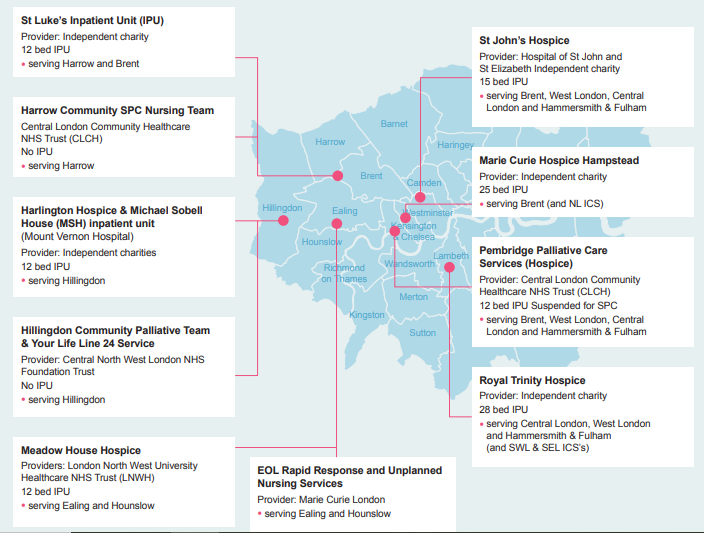 St Luke's Inpatient Unit (IPU)
Provider: Independent charity
12 bed IPU
• serving Harrow and Brent
Harrow Community SPC Nursing Team
Central London Community Healthcare
NHS Trust (CLCH)
No IPU
• serving Harrow
Harlington Hospice & Michael Sobell
House (MSH) inpatient unit
(Mount Vernon Hospital)
Provider: Independent charities
12 bed IPU
• serving Hillingdon
Hillingdon Community Palliative Team
& Your Life Line 24 Service
Provider: Central North West London NHS
Foundation Trust
No IPU
• serving Hillingdon
Meadow House Hospice
Providers: London North West University
Healthcare NHS Trust (LNWH)
12 bed IPU
• serving Ealing and Hounslow
EOL Rapid Response and Unplanned
Nursing Services
Provider: Marie Curie London
• serving Ealing and Hounslow
Barnet
Harrow
Haringey
Brent
Camden
Hillingdon
Ealing
Westminster
Kensington
& Chelsea
Hounslow
Lambeth
Wandsworth
Richmond
on Thames
Merton
Kingston
Sutton
St John's Hospice
Provider: Hospital of St John and
St Elizabeth Independent charity
15 bed IPU
• serving Brent, West London, Central
London and Hammersmith & Fulham
Marie Curie Hospice Hampstead
Provider: Independent charity
25 bed IPU
• serving Brent (and NL ICS)
Pembridge Palliative Care
Services (Hospice)
Provider: Central London Community
Healthcare NHS Trust (CLCH)
12 bed IPU Suspended for SPC
• serving Brent, West London, Central
London and Hammersmith & Fulham
Royal Trinity Hospice
Provider: Independent charity
28 bed IPU
• serving Central London, West London
and Hammersmith & Fulham
(and SWL & SEL ICS's)